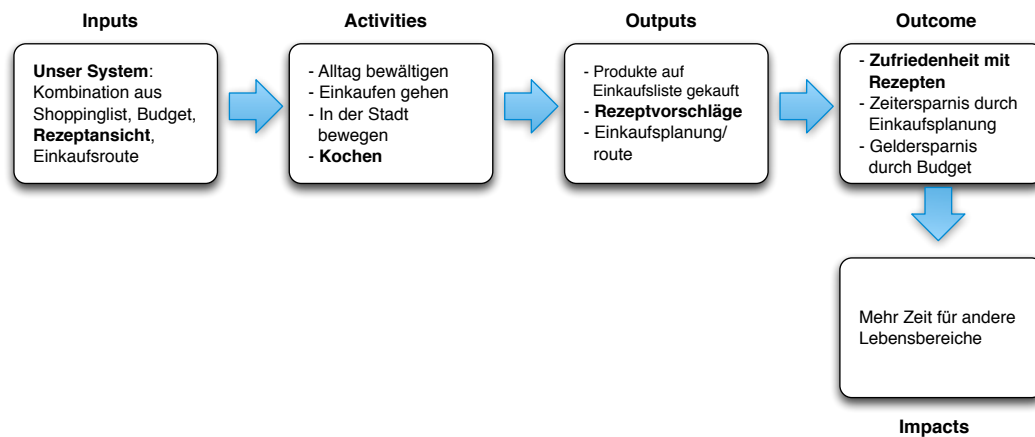 Inputs
Unser System:
Kombination aus
Shoppinglist, Budget,
Rezeptansicht,
Einkaufsroute
Activities
- Alltag bewältigen
- Einkaufen gehen
- In der Stadt
bewegen
- Kochen
Outputs
- Produkte auf
Einkaufsliste gekauft
- Rezeptvorschläge
- Einkaufsplanung/
route
Outcome
- Zufriedenheit mit
Rezepten
- Zeitersparnis durch
Einkaufsplanung
- Geldersparnis
durch Budget
Mehr Zeit für andere
Lebensbereiche
Impacts